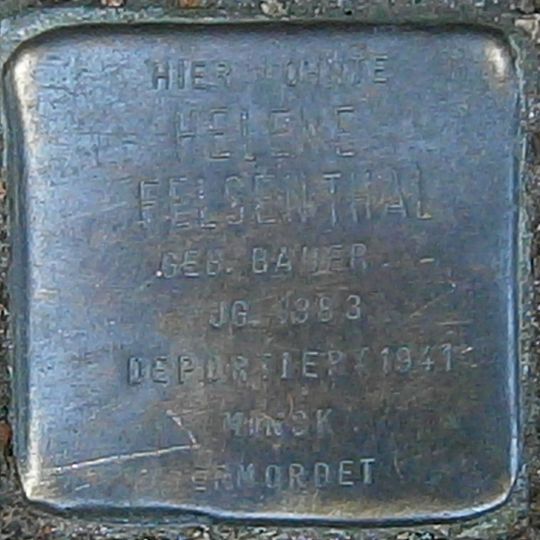 HIER WOHNTE
HELENE
FELSENTHAL
GEB. BAUER
JG. 1883
DEPORTIERT 1941
MINSK
ERMORDET